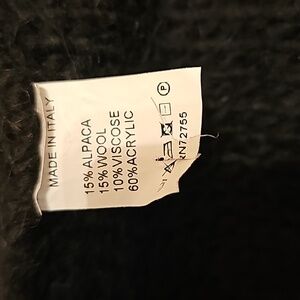 MADE IN ITALY
15% ALPACA
15% WOOL
10% VISCOSE
60% ACRYLIC
P
RN72755